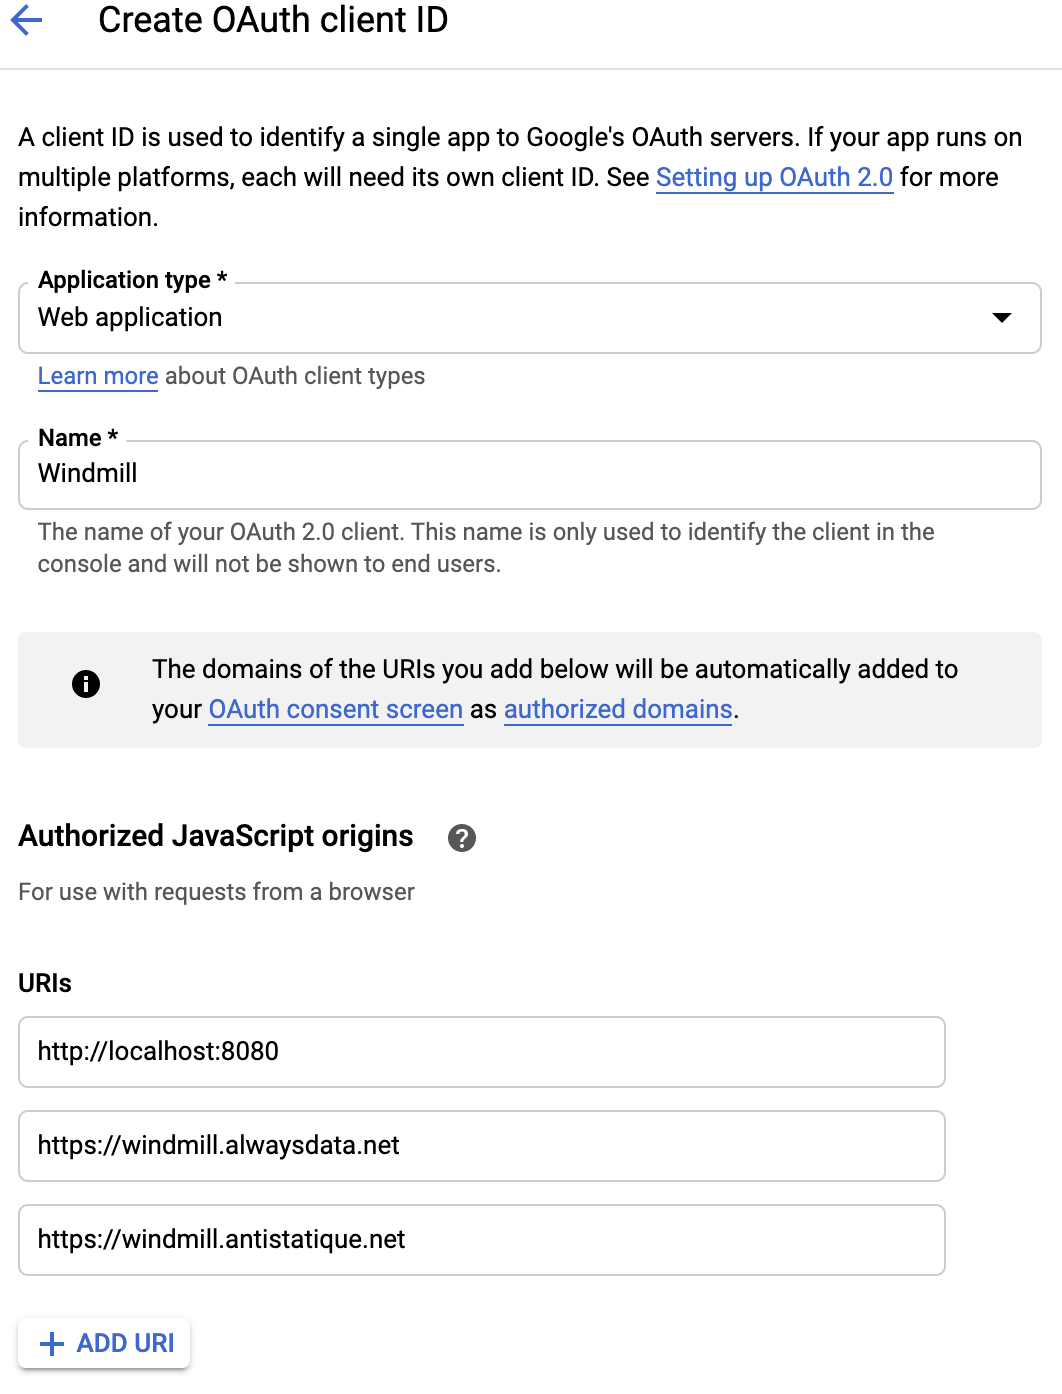 Create OAuth client ID
A client ID is used to identify a single app to Google's OAuth servers. If your app runs on
multiple platforms, each will need its own client ID. See Setting up OAuth 2.0 for more
information.
Application type *
Web application
Learn more about OAuth client types
Name *
Windmill
The name of your OAuth 2.0 client. This name is only used to identify the client in the
console and will not be shown to end users.
The domains of the URIs you add below will be automatically added to
your OAuth consent screen as authorized domains.
Authorized JavaScript origins
For use with requests from a browser
URIs
http://localhost:8080
https://windmill.alwaysdata.net
https://windmill.antistatique.net
ADD URI